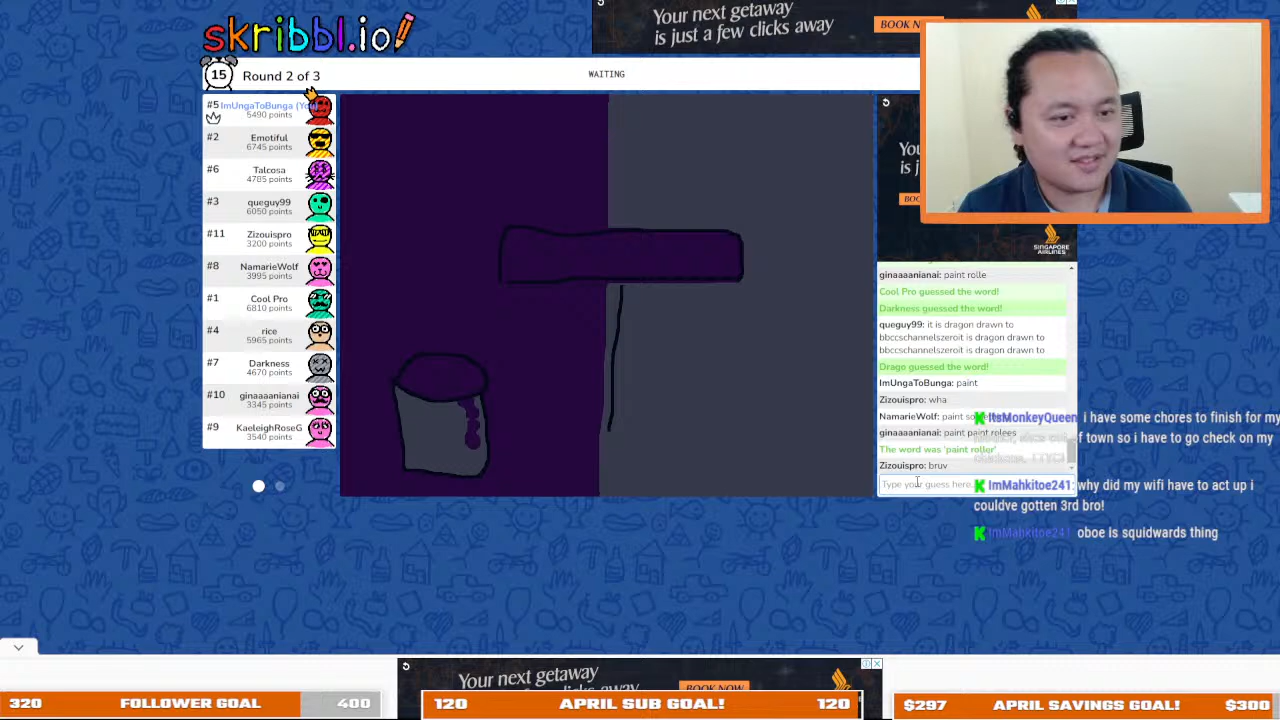 skribbl.io
Your next getaway
is just a few clicks away
BOOK N
15
Round 2 of 3
WAITING
#5 ImUngaToBunga (You)
5490 points
#2 Emotiful
6745 points
#6 Talcosa
4785 points
#3 queguy99
6050 points
#11 Zizouispro
3200 points
#8 NamarieWolf
3995 points
#1 Cool Pro
6810 points
#4 rice
5965 points
#7 Darkness
4670 points
#10 ginaaaanianai
3345 points
#9 KaeleighRoseG
3540 points
SINGAPORE
AIRLINES
ginaaaanianai: paint rolle
Cool Pro guessed the word!
Darkness guessed the word!
queguy99: it is dragon drawn to
bbccschannelszeroit is dragon drawn to
bbccschannelszeroit is dragon drawn to
Drago guessed the word!
ImUngaToBunga: paint
Zizouispro: wha
NamarieWolf: paint
ginaaaanianai: paint paint rolees
The word was 'paint roller'
Zizouispro: bruv
Type your guess here...
ItsMonkeyQueen i have some chores to finish for my
of town so i have to go check on my
ImMahkitoe241: why did my wifi have to act up i
couldve gotten 3rd bro!
ImMahkitoe241 oboe is squidwards thing
Your next getaway
BOOK NOW
320 FOLLOWER GOAL 400
120 APRIL SUB GOAL! 120
$297 APRIL SAVINGS GOAL! $300